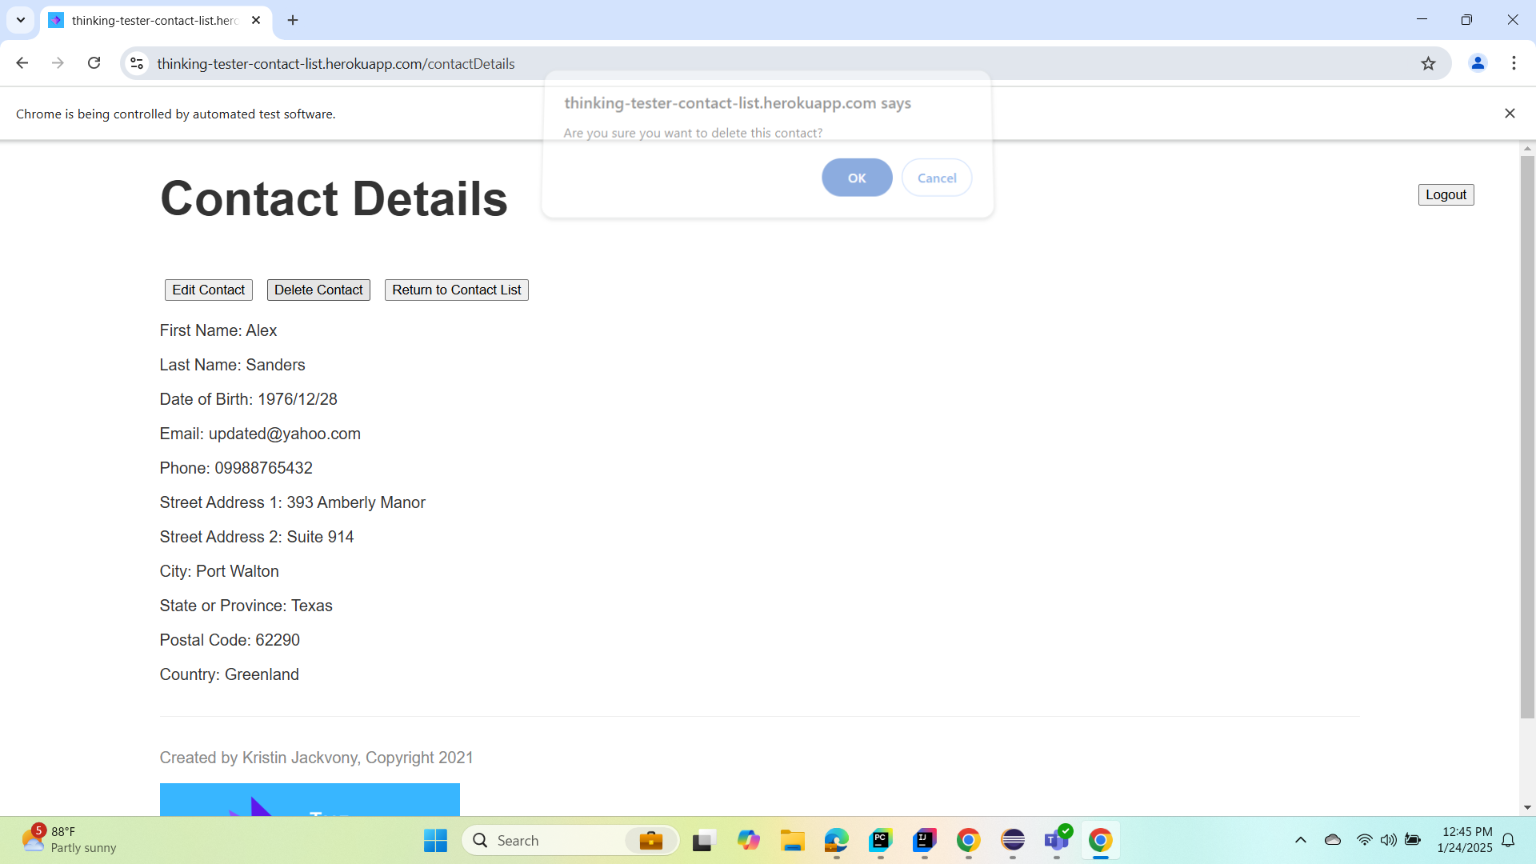 thinking-tester-contact-list.herc
thinking-tester-contact-list.herokuapp.com/contactDetails
Chrome is being controlled by automated test software.
thinking-tester-contact-list.herokuapp.com says
Are you sure you want to delete this contact?
OK
Cancel
Contact Details
Logout
Edit Contact
Delete Contact
Return to Contact List
First Name: Alex
Last Name: Sanders
Date of Birth: 1976/12/28
Email: updated@yahoo.com
Phone: 09988765432
Street Address 1: 393 Amberly Manor
Street Address 2: Suite 914
City: Port Walton
State or Province: Texas
Postal Code: 62290
Country: Greenland
Created by Kristin Jackvony, Copyright 2021
5
88°F
Partly sunny
Search
PC
IJ
12:45 PM
1/24/2025